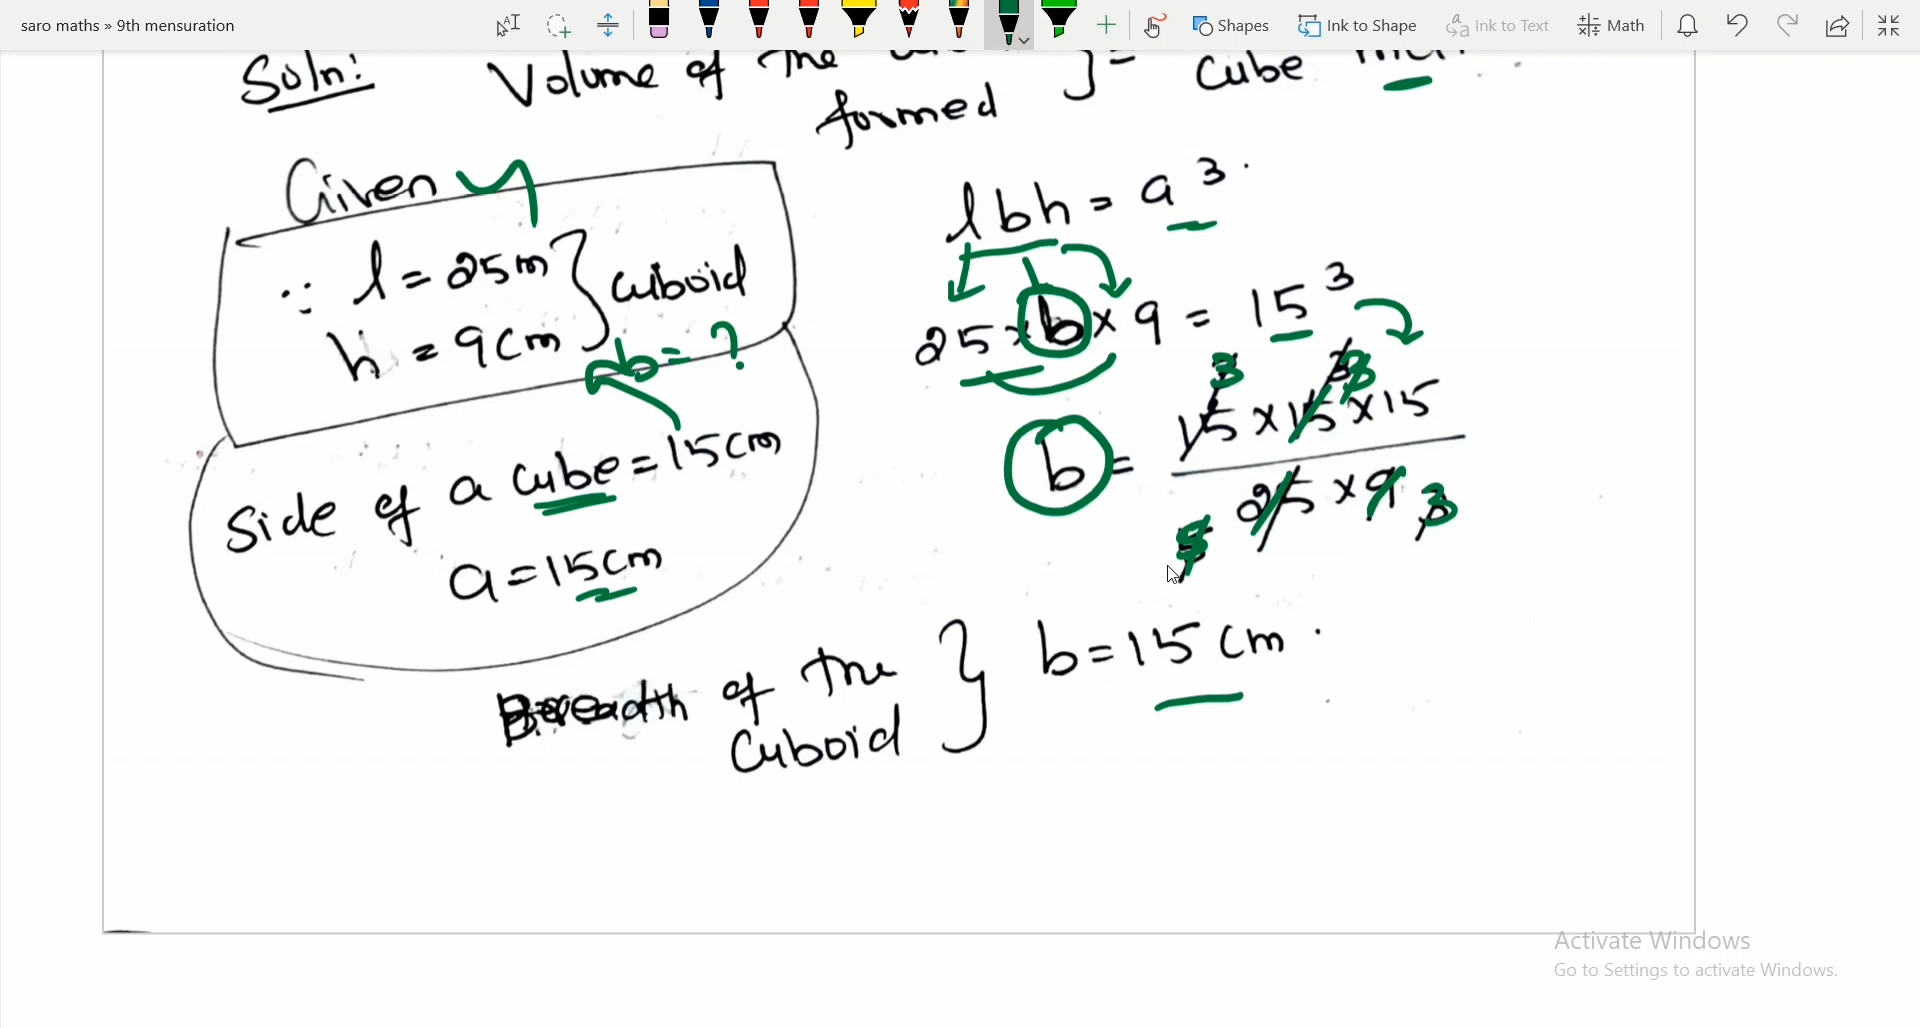 saro maths » 9th mensuration
Shapes Ink to Shape Ink to Text Math
Soln: Volume of the
formed } = Cube
Given
∵ l = 25m
h = 9cm } cuboid
b = ?
Side of a cube = 15cm
a = 15cm
lbh = a³.
25 × b × 9 = 15³
3 3
b = 15 × 15 × 15
25 × 9 3
5
Breadth of the
Cuboid } b = 15 cm.
Activate Windows
Go to Settings to activate Windows.